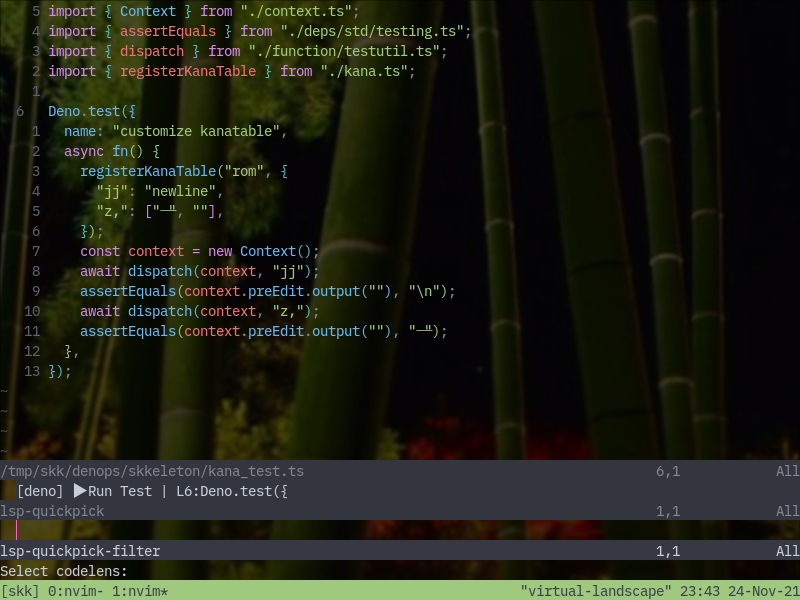 5 import { Context } from "./context.ts";
4 import { assertEquals } from "./deps/std/testing.ts";
3 import { dispatch } from "./function/testutil.ts";
2 import { registerKanaTable } from "./kana.ts";
1
6 Deno.test({
1 name: "customize kanatable",
2 async fn() {
3 registerKanaTable("rom", {
4 "jj": "newline",
5 "z,": ["―", ""],
6 });
7 const context = new Context();
8 await dispatch(context, "jj");
9 assertEquals(context.preEdit.output(""), "\n");
10 await dispatch(context, "z,");
11 assertEquals(context.preEdit.output(""), "―");
12 },
13 });
~
~
~
~
/tmp/skk/denops/skkeleton/kana_test.ts 6,1 All
[deno] ▶Run Test | L6:Deno.test({
lsp-quickpick 1,1 All
lsp-quickpick-filter 1,1 All
Select codelens:
[skk] 0:nvim- 1:nvim* "virtual-landscape" 23:43 24-Nov-21